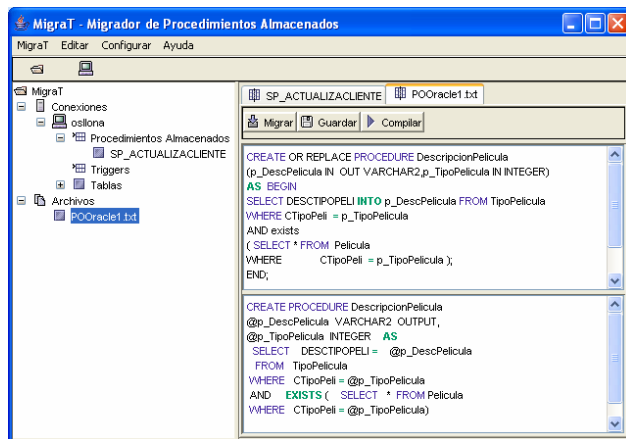 MigraT - Migrador de Procedimientos Almacenados
MigraT Editar Configurar Ayuda
MigraT
Conexiones
osllona
Procedimientos Almacenados
SP_ACTUALIZACLIENTE
Triggers
Tablas
Archivos
POOracle1.txt
SP_ACTUALIZACLIENTE POOracle1.txt
Migrar Guardar Compilar
CREATE OR REPLACE PROCEDURE DescripcionPelicula
(p_DescPelicula IN OUT VARCHAR2,p_TipoPelicula IN INTEGER)
AS BEGIN
SELECT DESCTIPOPELI INTO p_DescPelicula FROM TipoPelicula
WHERE CTipoPeli = p_TipoPelicula
AND exists
( SELECT * FROM Pelicula
WHERE CTipoPeli = p_TipoPelicula );
END;
CREATE PROCEDURE DescripcionPelicula
@p_DescPelicula VARCHAR2 OUTPUT,
@p_TipoPelicula INTEGER AS
SELECT DESCTIPOPELI = @p_DescPelicula
FROM TipoPelicula
WHERE CTipoPeli = @p_TipoPelicula
AND EXISTS ( SELECT * FROM Pelicula
WHERE CTipoPeli = @p_TipoPelicula)